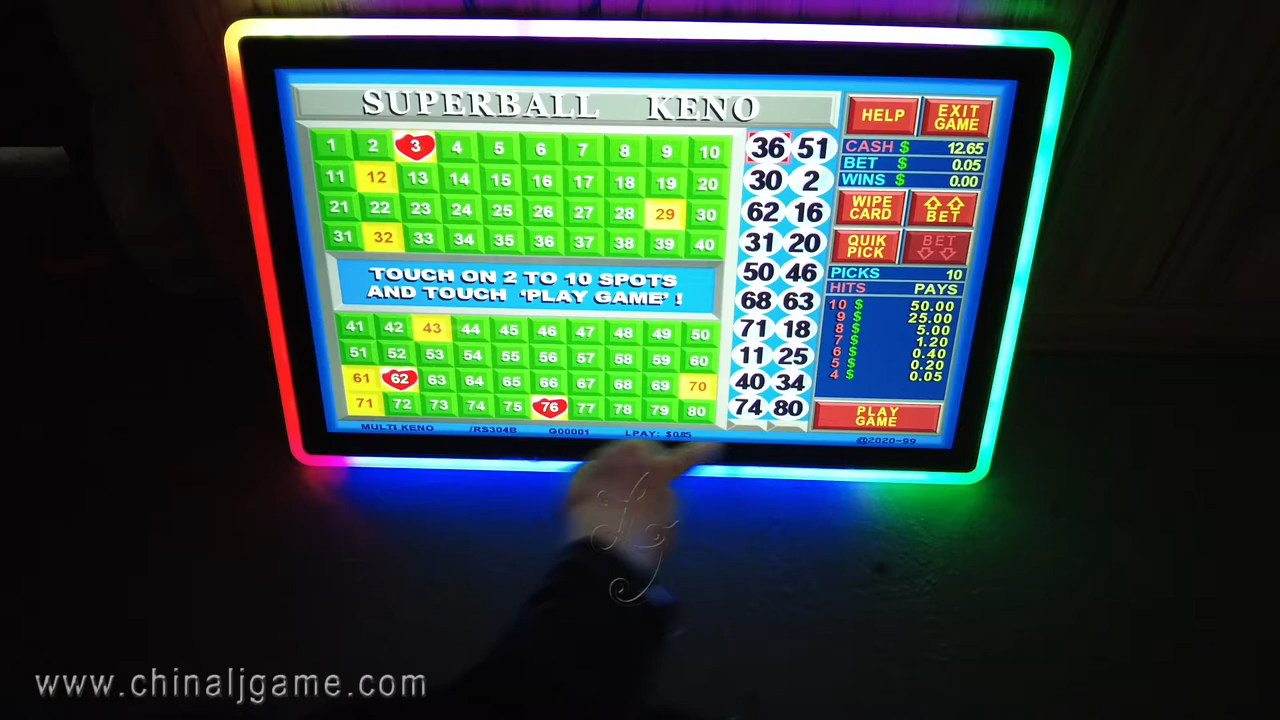 SUPERBALL KENO
1 2 3 4 5 6 7 8 9 10
11 12 13 14 15 16 17 18 19 20
21 22 23 24 25 26 27 28 29 30
31 32 33 34 35 36 37 38 39 40
TOUCH ON 2 TO 10 SPOTS
AND TOUCH 'PLAY GAME' !
41 42 43 44 45 46 47 48 49 50
51 52 53 54 55 56 57 58 59 60
61 62 63 64 65 66 67 68 69 70
71 72 73 74 75 76 77 78 79 80
MULTI KENO /RS304B G00001 LPAY: $0.85
36 51
30 2
62 16
31 20
50 46
68 63
71 18
11 25
40 34
74 80
HELP
EXIT
GAME
CASH $ 12.65
BET $ 0.05
WINS $ 0.00
WIPE
CARD
BET
QUIK
PICK
BET
PICKS 10
HITS PAYS
10 $ 50.00
9 $ 25.00
8 $ 5.00
7 $ 1.20
6 $ 0.40
5 $ 0.20
4 $ 0.05
PLAY
GAME
@2020-99
LJ
www.chinaljgame.com